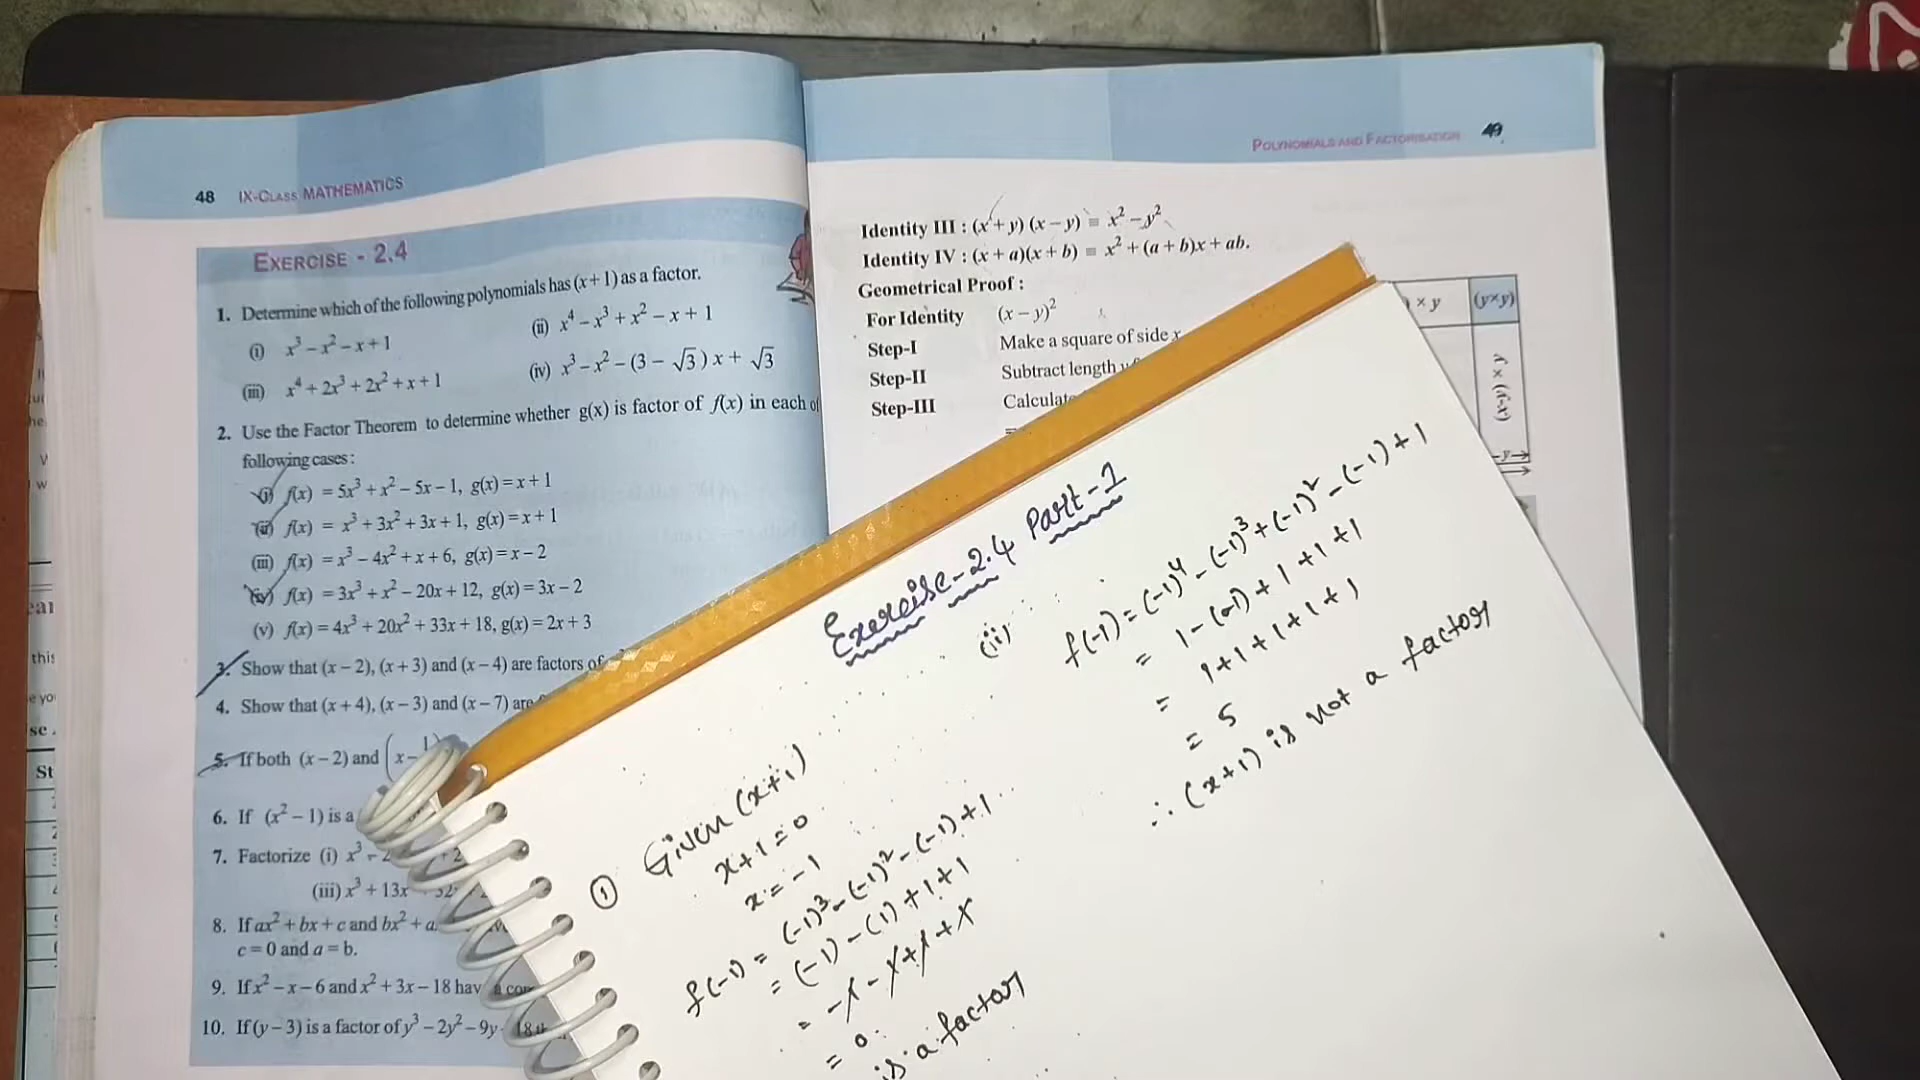 48 IX-CLASS MATHEMATICS
EXERCISE - 2.4
1. Determine which of the following polynomials has (x + 1) as a factor.
(i) x³ − x² − x + 1 (ii) x⁴ − x³ + x² − x + 1
(iii) x⁴ + 2x³ + 2x² + x + 1 (iv) x³ − x² − (3 − √3) x + √3
2. Use the Factor Theorem to determine whether g(x) is factor of f(x) in each of
following cases :
(i) f(x) = 5x³ + x² − 5x − 1, g(x) = x + 1
(ii) f(x) = x³ + 3x² + 3x + 1, g(x) = x + 1
(iii) f(x) = x³ − 4x² + x + 6, g(x) = x − 2
(iv) f(x) = 3x³ + x² − 20x + 12, g(x) = 3x − 2
(v) f(x) = 4x³ + 20x² + 33x + 18, g(x) = 2x + 3
3. Show that (x − 2), (x + 3) and (x − 4) are factors of
4. Show that (x + 4), (x − 3) and (x − 7) are
5. If both (x − 2) and (x −
6. If (x² − 1) is a
7. Factorize (i) x³ −
(iii) x³ + 13x
8. If ax² + bx + c and bx² + a
c = 0 and a = b.
9. If x² − x − 6 and x² + 3x − 18 hav a com
10. If (y − 3) is a factor of y³ − 2y² − 9y
POLYNOMIALS AND FACTORISATION 49
Identity III : (x + y) (x − y) ≡ x² − y²
Identity IV : (x + a)(x + b) ≡ x² + (a + b)x + ab.
Geometrical Proof :
For Identity (x − y)²
Step-I Make a square of side x
Step-II Subtract length y
Step-III Calculate
=
× y (y×y)
Exercise-2.4 Part-1
① Given (x+1)
x+1=0
x=-1
f(-1) = (-1)³-(-1)²-(-1)+1
= (-1)-(1)+1+1
= -1-1+1+1
= 0
is a factor
(ii)
f(-1) = (-1)⁴-(-1)³+(-1)²-(-1)+1
= 1-(-1)+1+1+1
= 1+1+1+1+1
= 5
∴ (x+1) is not a factor